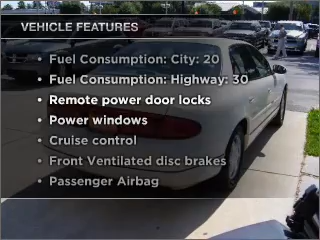 VEHICLE FEATURES
• Fuel Consumption: City: 20
• Fuel Consumption: Highway: 30
• Remote power door locks
• Power windows
• Cruise control
• Front Ventilated disc brakes
• Passenger Airbag